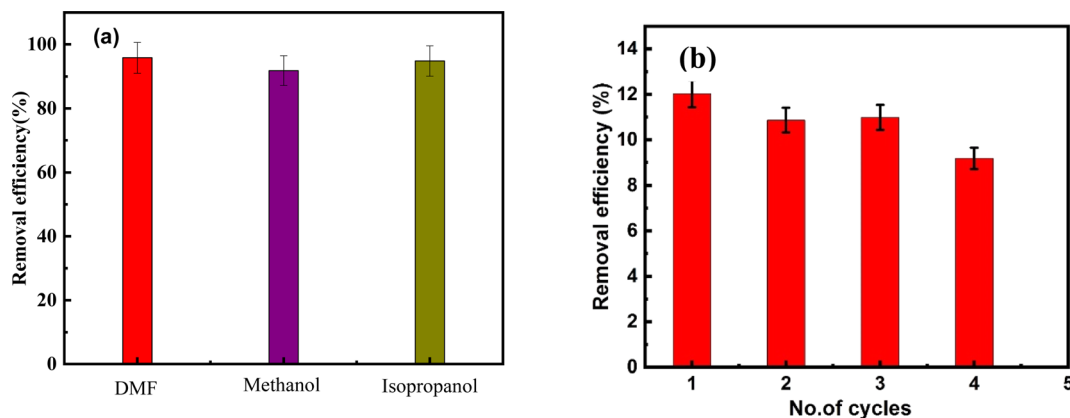 (a)
Removal efficiency(%)
100
80
60
40
20
0
DMF Methanol Isopropanol
(b)
Removal efficiency (%)
14
12
10
8
6
4
2
0
1 2 3 4 5
No.of cycles